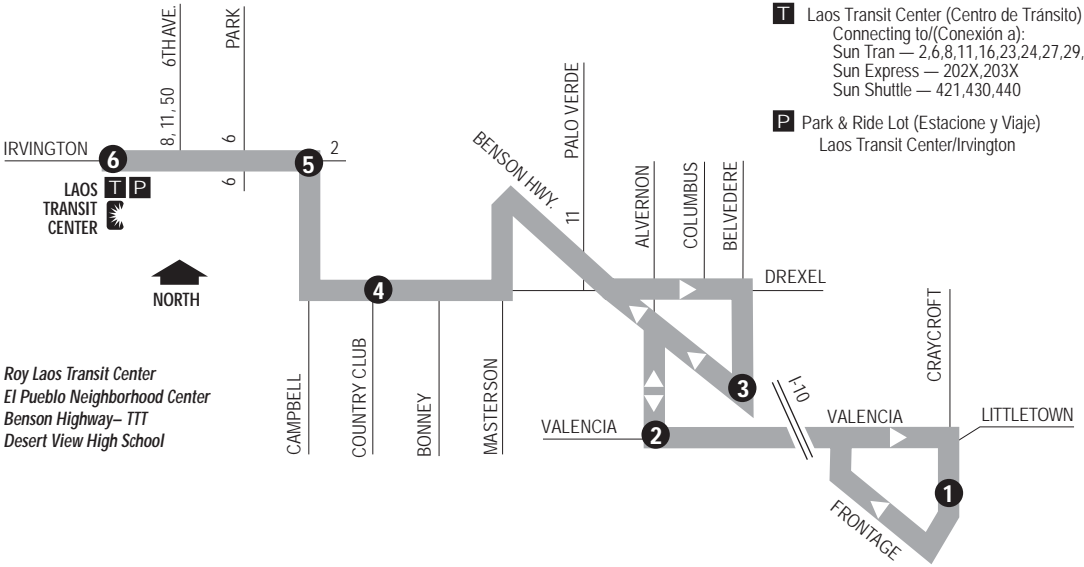 8, 11, 50 6TH AVE.
6 PARK
6
IRVINGTON
6
5
2
LAOS
TRANSIT
CENTER
T P
NORTH
Roy Laos Transit Center
El Pueblo Neighborhood Center
Benson Highway– TTT
Desert View High School
4
CAMPBELL
COUNTRY CLUB
BONNEY
MASTERSON
BENSON HWY.
11 PALO VERDE
ALVERNON
COLUMBUS
BELVEDERE
DREXEL
3
VALENCIA
2
I-10
VALENCIA
CRAYCROFT
LITTLETOWN
1
FRONTAGE
T Laos Transit Center (Centro de Tránsito)
Connecting to/(Conexión a):
Sun Tran — 2,6,8,11,16,23,24,27,29,
Sun Express — 202X,203X
Sun Shuttle — 421,430,440
P Park & Ride Lot (Estacione y Viaje)
Laos Transit Center/Irvington